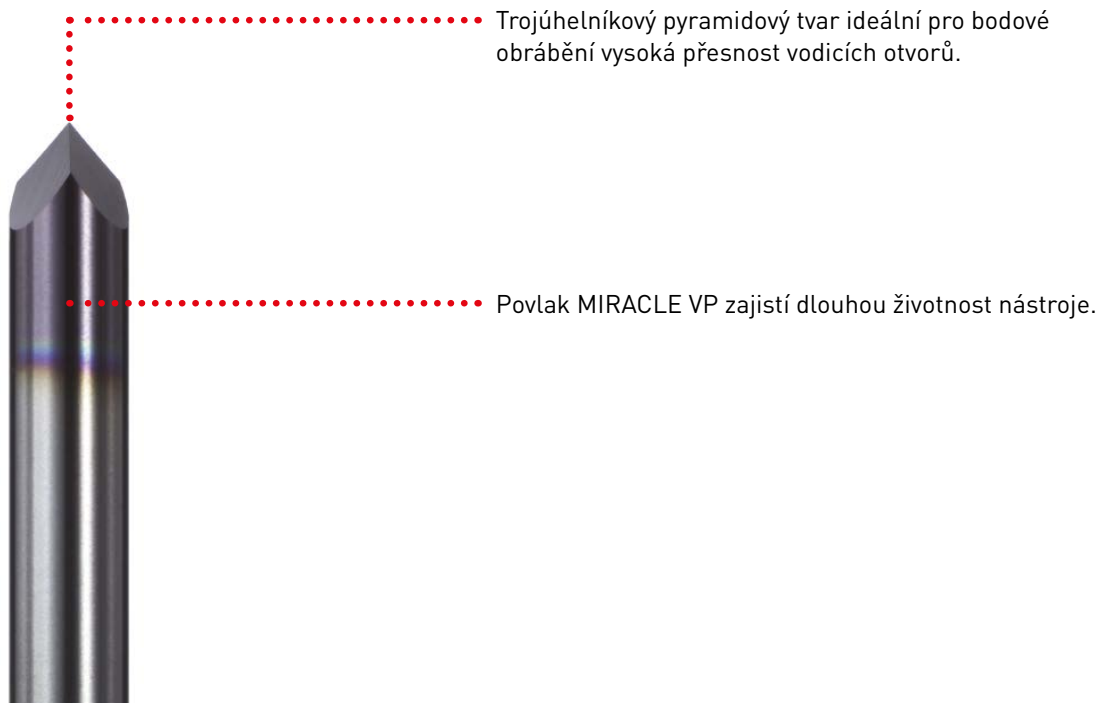 Trojúhelníkový pyramidový tvar ideální pro bodové
obrábění vysoká přesnost vodicích otvorů.
Povlak MIRACLE VP zajistí dlouhou životnost nástroje.